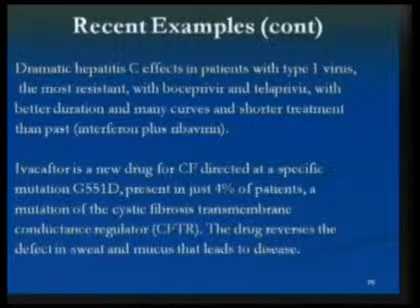 Recent Examples (cont)
Dramatic hepatitis C effects in patients with type 1 virus,
the most resistant, with boceprivir and telaprivir, with
better duration and many curves and shorter treatment
than past (interferon plus ribavirin).
Ivacaftor is a new drug for CF directed at a specific
mutation G551D, present in just 4% of patients, a
mutation of the cystic fibrosis transmembrane
conductance regulator (CFTR). The drug reverses the
defect in sweat and mucus that leads to disease.